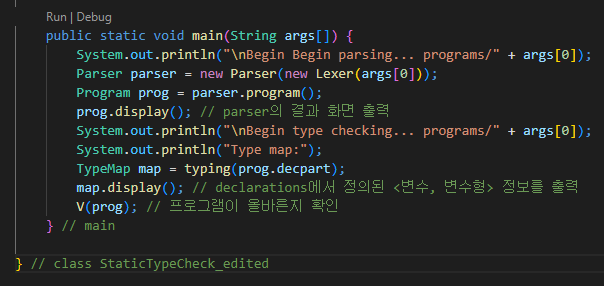 Run | Debug
public static void main(String args[]) {
System.out.println("\nBegin Begin parsing... programs/" + args[0]);
Parser parser = new Parser(new Lexer(args[0]));
Program prog = parser.program();
prog.display(); // parser의 결과 화면 출력
System.out.println("\nBegin type checking... programs/" + args[0]);
System.out.println("Type map:");
TypeMap map = typing(prog.decpart);
map.display(); // declarations에서 정의된 <변수, 변수형> 정보를 출력
V(prog); // 프로그램이 올바른지 확인
} // main
} // class StaticTypeCheck_edited